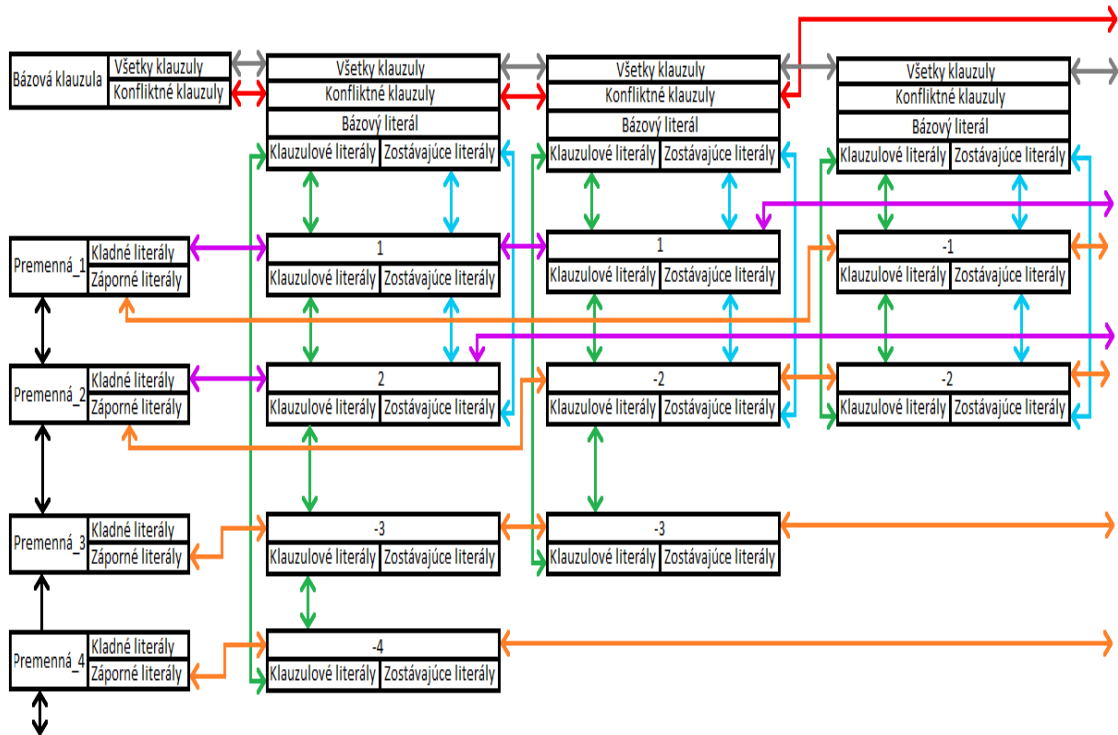 Bázová klauzula
Všetky klauzuly
Konfliktné klauzuly
Všetky klauzuly
Konfliktné klauzuly
Bázový literál
Klauzulové literály
Zostávajúce literály
Všetky klauzuly
Konfliktné klauzuly
Bázový literál
Klauzulové literály
Zostávajúce literály
Všetky klauzuly
Konfliktné klauzuly
Bázový literál
Klauzulové literály
Zostávajúce literály
Premenná_1
Kladné literály
Záporné literály
1
Klauzulové literály
Zostávajúce literály
1
Klauzulové literály
Zostávajúce literály
-1
Klauzulové literály
Zostávajúce literály
Premenná_2
Kladné literály
Záporné literály
2
Klauzulové literály
Zostávajúce literály
-2
Klauzulové literály
Zostávajúce literály
-2
Klauzulové literály
Zostávajúce literály
Premenná_3
Kladné literály
Záporné literály
-3
Klauzulové literály
Zostávajúce literály
-3
Klauzulové literály
Zostávajúce literály
Premenná_4
Kladné literály
Záporné literály
-4
Klauzulové literály
Zostávajúce literály